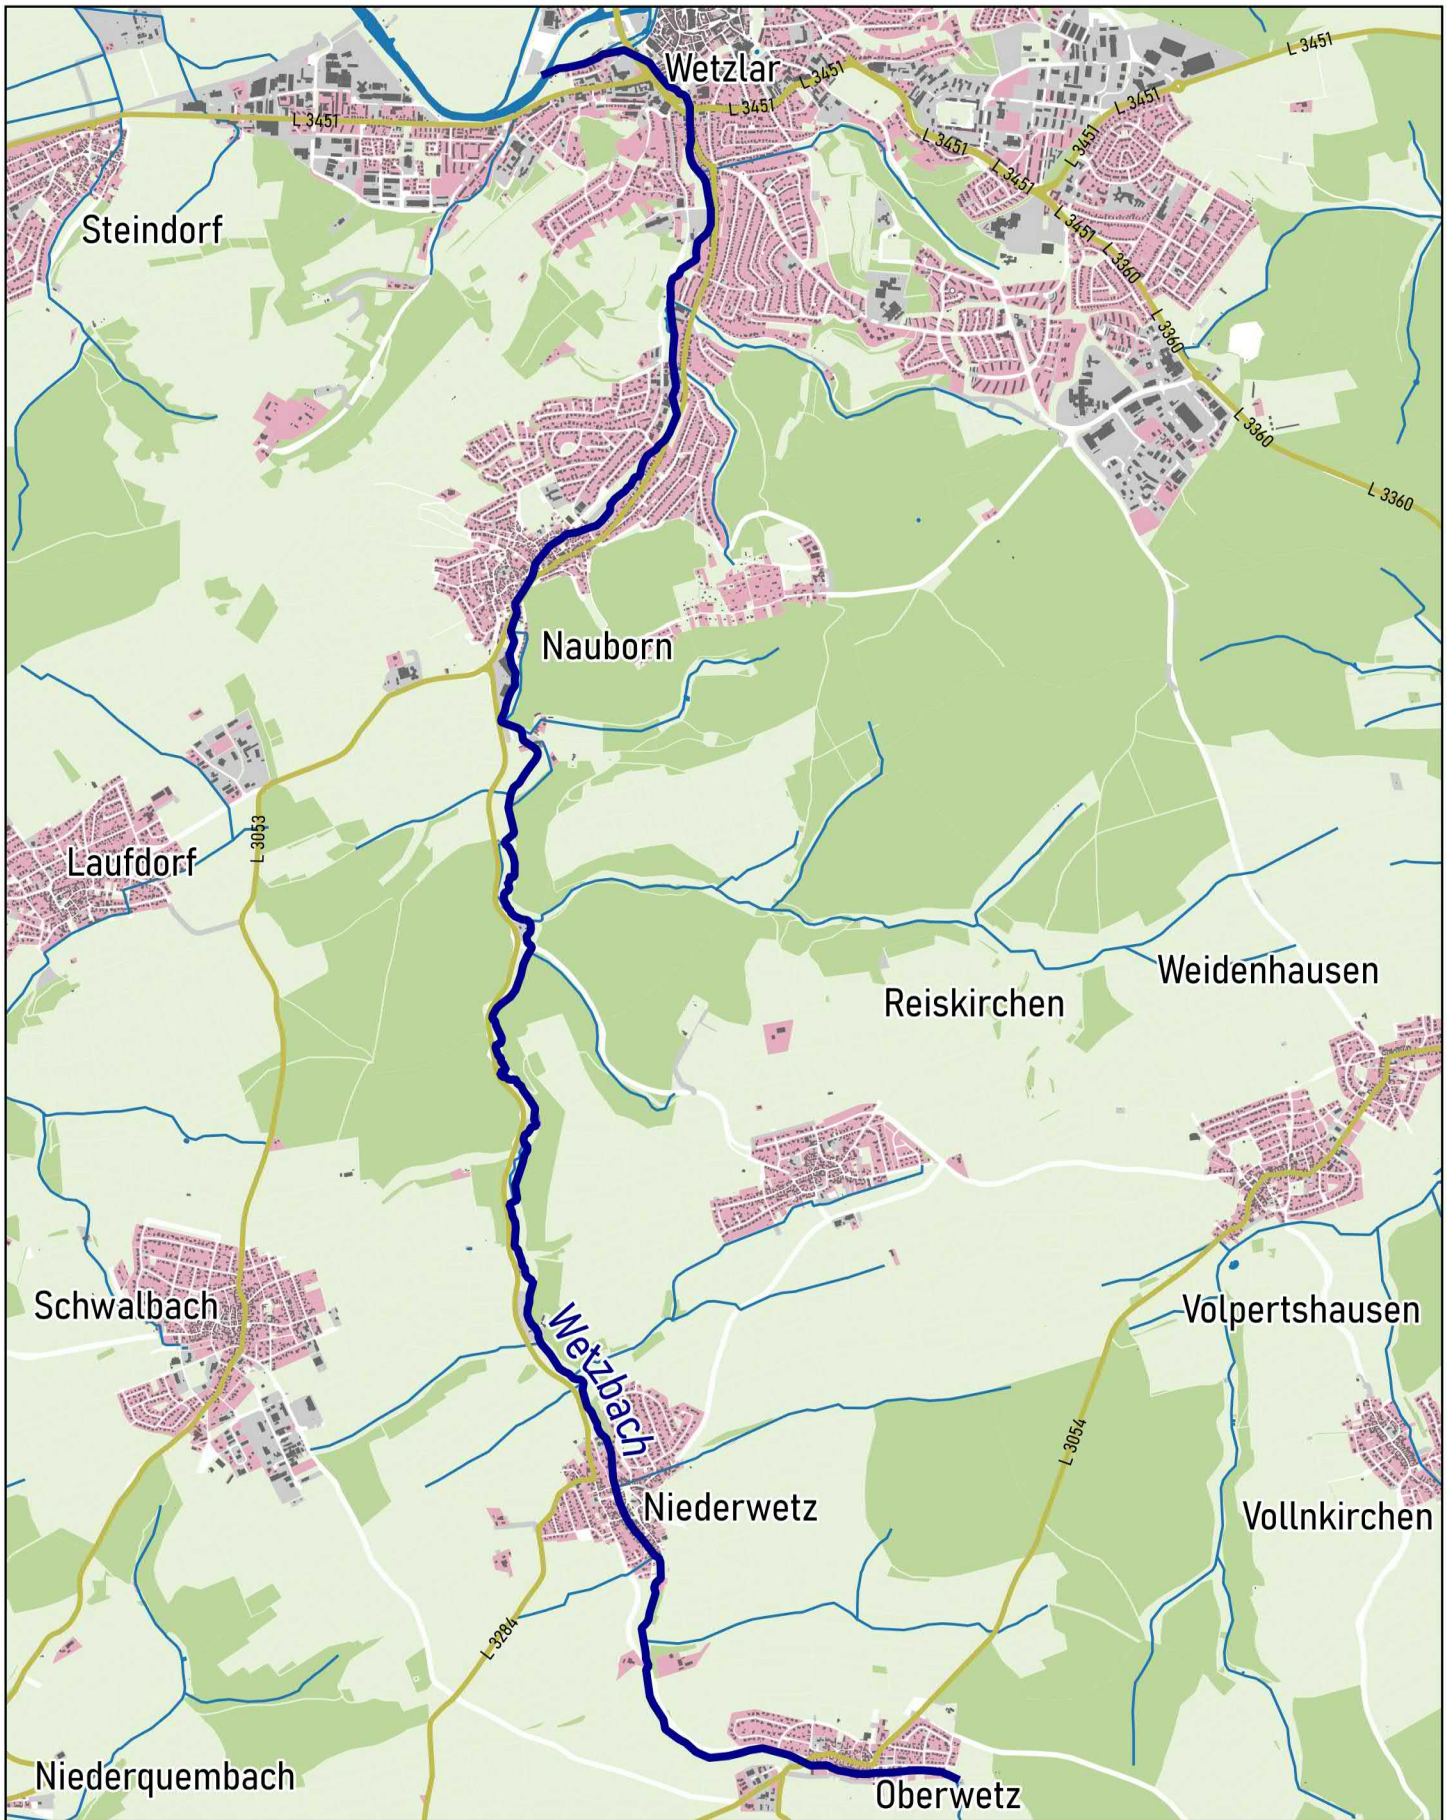 L 3451
Wetzlar
L 3451
L 3451
L 3451
L 3451
L 3451
L 3451
L 3451
Steindorf
L 3451
L 3360
L 3360
L 3360
L 3360
Nauborn
L 3053
Laufdorf
Weidenhausen
Reiskirchen
Schwalbach
Volpertshausen
Wetzbach
L 3054
Niederwetz
Vollnkirchen
L 3284
Niederquembach
Oberwetz